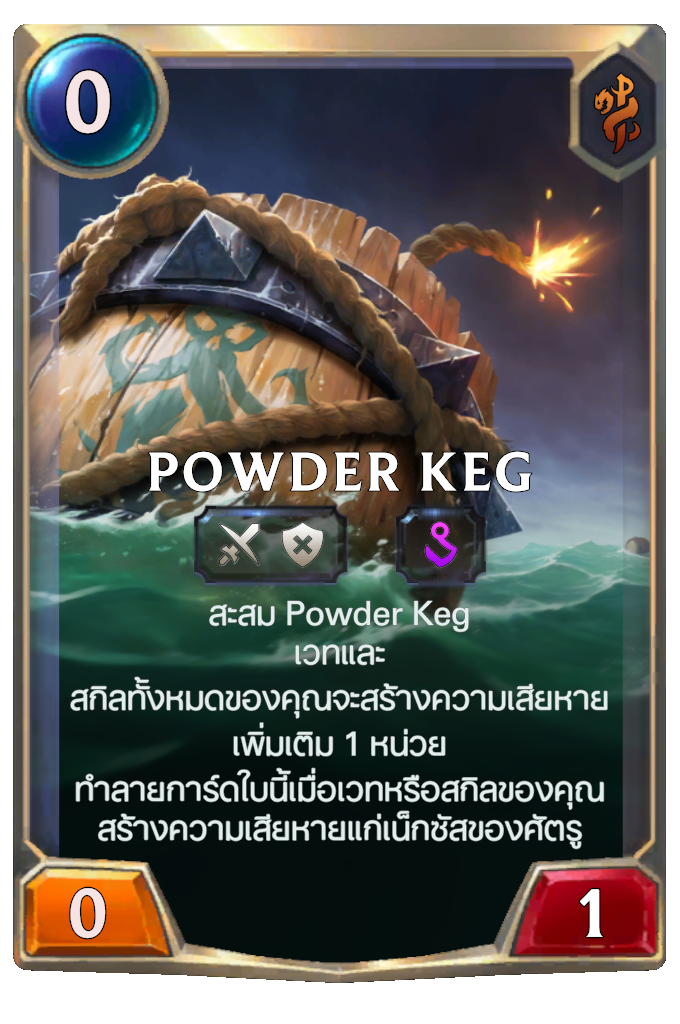 0
POWDER KEG
สะสม Powder Keg
เวทและ
สกิลทั้งหมดของคุณจะสร้างความเสียหาย
เพิ่มเติม 1 หน่วย
ทำลายการ์ดใบนี้เมื่อเวทหรือสกิลของคุณ
สร้างความเสียหายแก่เน็กซัสของศัตรู
0
1